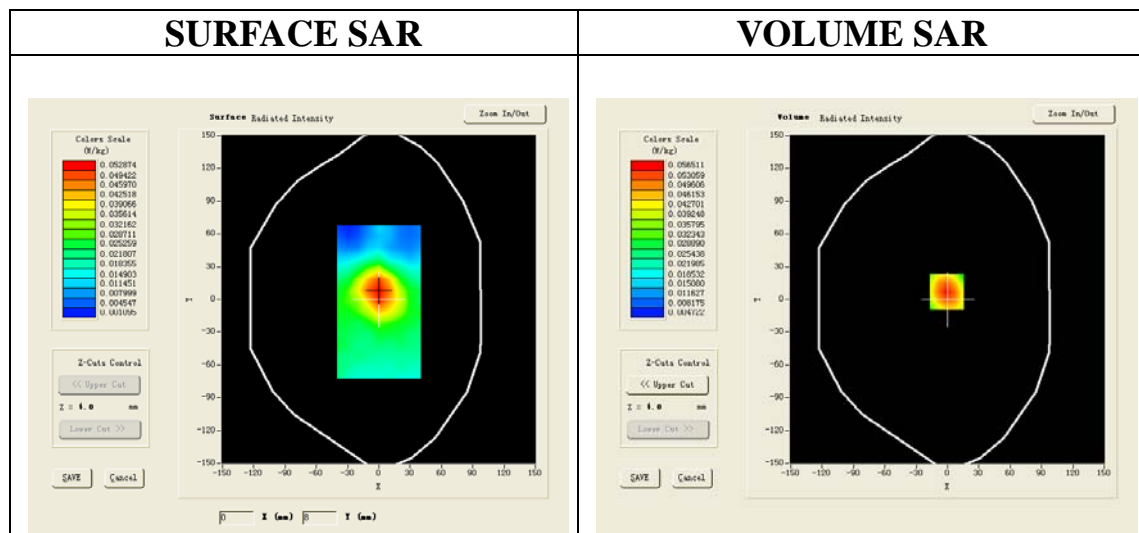 SURFACE SAR
VOLUME SAR
Surface Radiated Intensity
Zoom In/Out
Colors Scale
(W/kg)
0.052874
0.049422
0.045970
0.042518
0.039066
0.035614
0.032162
0.028711
0.025259
0.021807
0.018355
0.014903
0.011451
0.007999
0.004547
0.001095
150
120
90
60
30
0
-30
-60
-90
-120
-150
Y
-150 -120 -90 -60 -30 0 30 60 90 120 150
X
Z-Cuts Control
<< Upper Cut
Z = 4.0 mm
Lower Cut >>
SAVE Cancel
0 X (mm) 8 Y (mm)
Volume Radiated Intensity
Zoom In/Out
Colors Scale
(W/kg)
0.056511
0.053059
0.049606
0.046153
0.042701
0.039248
0.035795
0.032343
0.028890
0.025438
0.021985
0.018532
0.015080
0.011627
0.008175
0.004722
150
120
90
60
30
0
-30
-60
-90
-120
-150
Y
-150 -120 -90 -60 -30 0 30 60 90 120 150
X
Z-Cuts Control
<< Upper Cut
Z = 4.0 mm
Lower Cut >>
SAVE Cancel